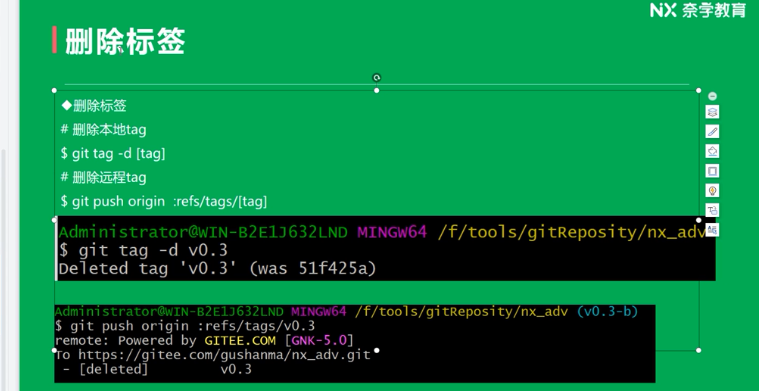 NX 奈学教育
删除标签
◆删除标签
# 删除本地tag
$ git tag -d [tag]
# 删除远程tag
$ git push origin :refs/tags/[tag]
Administrator@WIN-B2E1J632LND MINGW64 /f/tools/gitReposity/nx_adv
$ git tag -d v0.3
Deleted tag 'v0.3' (was 51f425a)
Administrator@WIN-B2E1J632LND MINGW64 /f/tools/gitReposity/nx_adv (v0.3-b)
$ git push origin :refs/tags/v0.3
remote: Powered by GITEE.COM [GNK-5.0]
To https://gitee.com/gushanma/nx_adv.git
- [deleted] v0.3